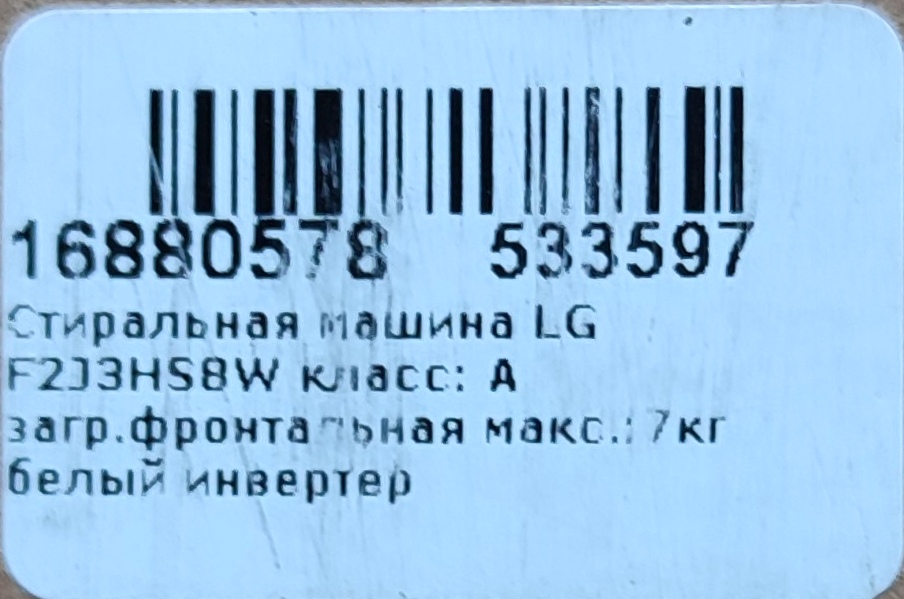 16880578 533597
Стиральная машина LG
F2J3HS8W класс: A
загр.фронтальная макс.: 7кг
белый инвертер